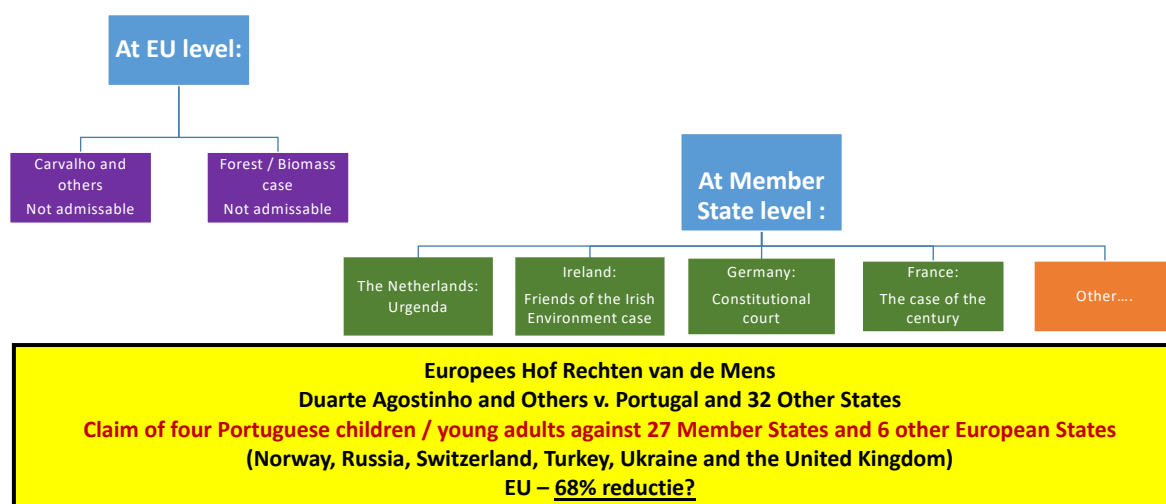 At EU level:
Carvalho and
others
Not admissable
Forest / Biomass
case
Not admissable
At Member
State level :
The Netherlands:
Urgenda
Ireland:
Friends of the Irish
Environment case
Germany:
Constitutional
court
France:
The case of the
century
Other....
Europees Hof Rechten van de Mens
Duarte Agostinho and Others v. Portugal and 32 Other States
Claim of four Portuguese children / young adults against 27 Member States and 6 other European States
(Norway, Russia, Switzerland, Turkey, Ukraine and the United Kingdom)
EU – 68% reductie?